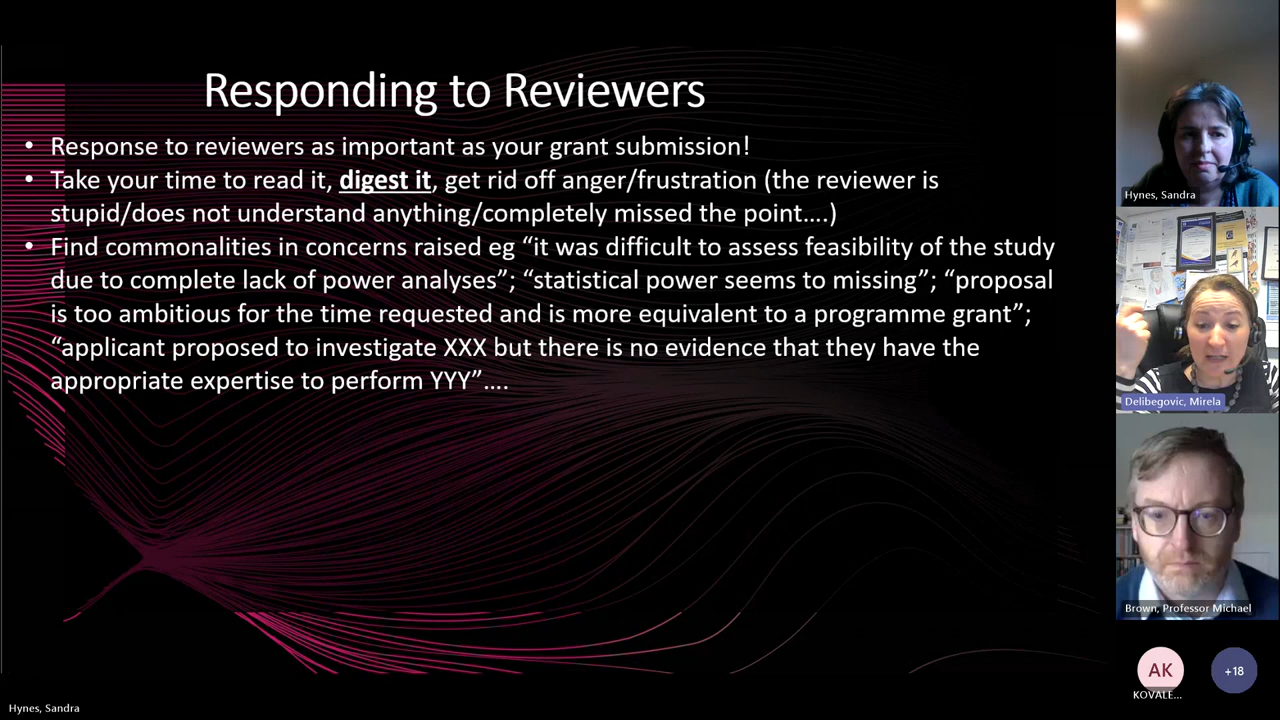 Responding to Reviewers
• Response to reviewers as important as your grant submission!
• Take your time to read it, digest it, get rid off anger/frustration (the reviewer is
stupid/does not understand anything/completely missed the point....)
• Find commonalities in concerns raised eg “it was difficult to assess feasibility of the study
due to complete lack of power analyses”; “statistical power seems to missing”; “proposal
is too ambitious for the time requested and is more equivalent to a programme grant”;
“applicant proposed to investigate XXX but there is no evidence that they have the
appropriate expertise to perform YYY”....
Hynes, Sandra
Delibegovic, Mirela
Brown, Professor Michael
AK
+18
KOVALE...
Hynes, Sandra